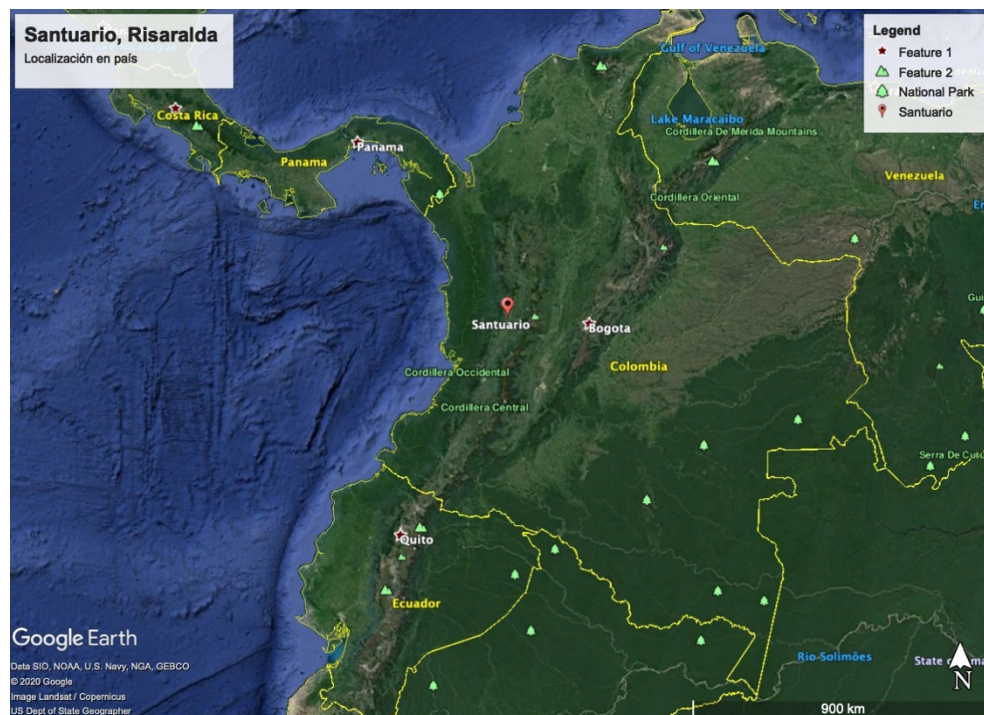 Santuario, Risaralda
Localización en país
Legend
Feature 1
Feature 2
National Park
Santuario
Gulf of Venezuela
Lake Maracaibo
Cordillera De Merida Mountains
Costa Rica
Panama
Panama
Venezuela
Cordillera Oriental
Santuario
Bogota
Colombia
Cordillera Occidental
Cordillera Central
Quito
Ecuador
Rio Solimões
Google Earth
Data SIO, NOAA, U.S. Navy, NGA, GEBCO
© 2020 Google
Image Landsat / Copernicus
US Dept of State Geographer
N
900 km